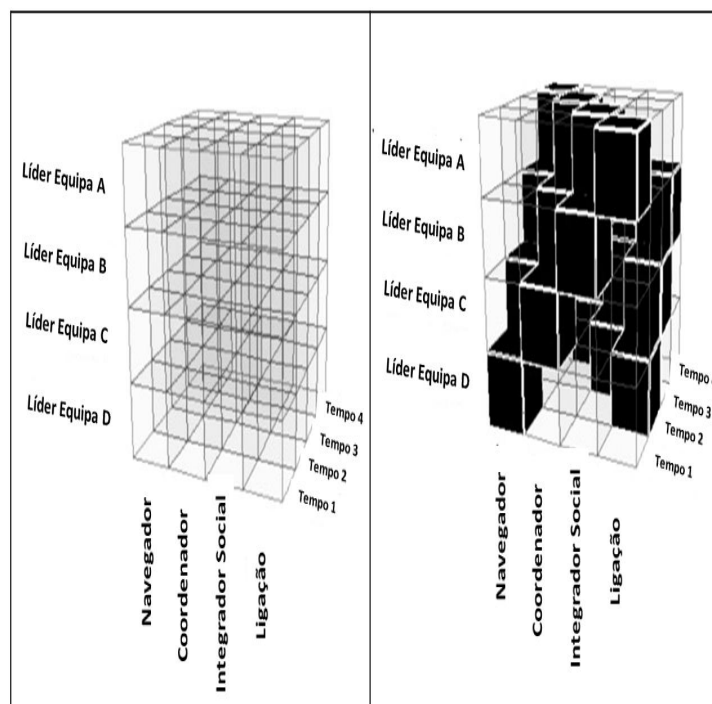 Líder Equipa A
Líder Equipa B
Líder Equipa C
Líder Equipa D
Tempo 4
Tempo 3
Tempo 2
Tempo 1
Navegador
Coordenador
Integrador Social
Ligação
Líder Equipa A
Líder Equipa B
Líder Equipa C
Líder Equipa D
Tempo
Tempo 3
Tempo 2
Tempo 1
Navegador
Coordenador
Integrador Social
Ligação